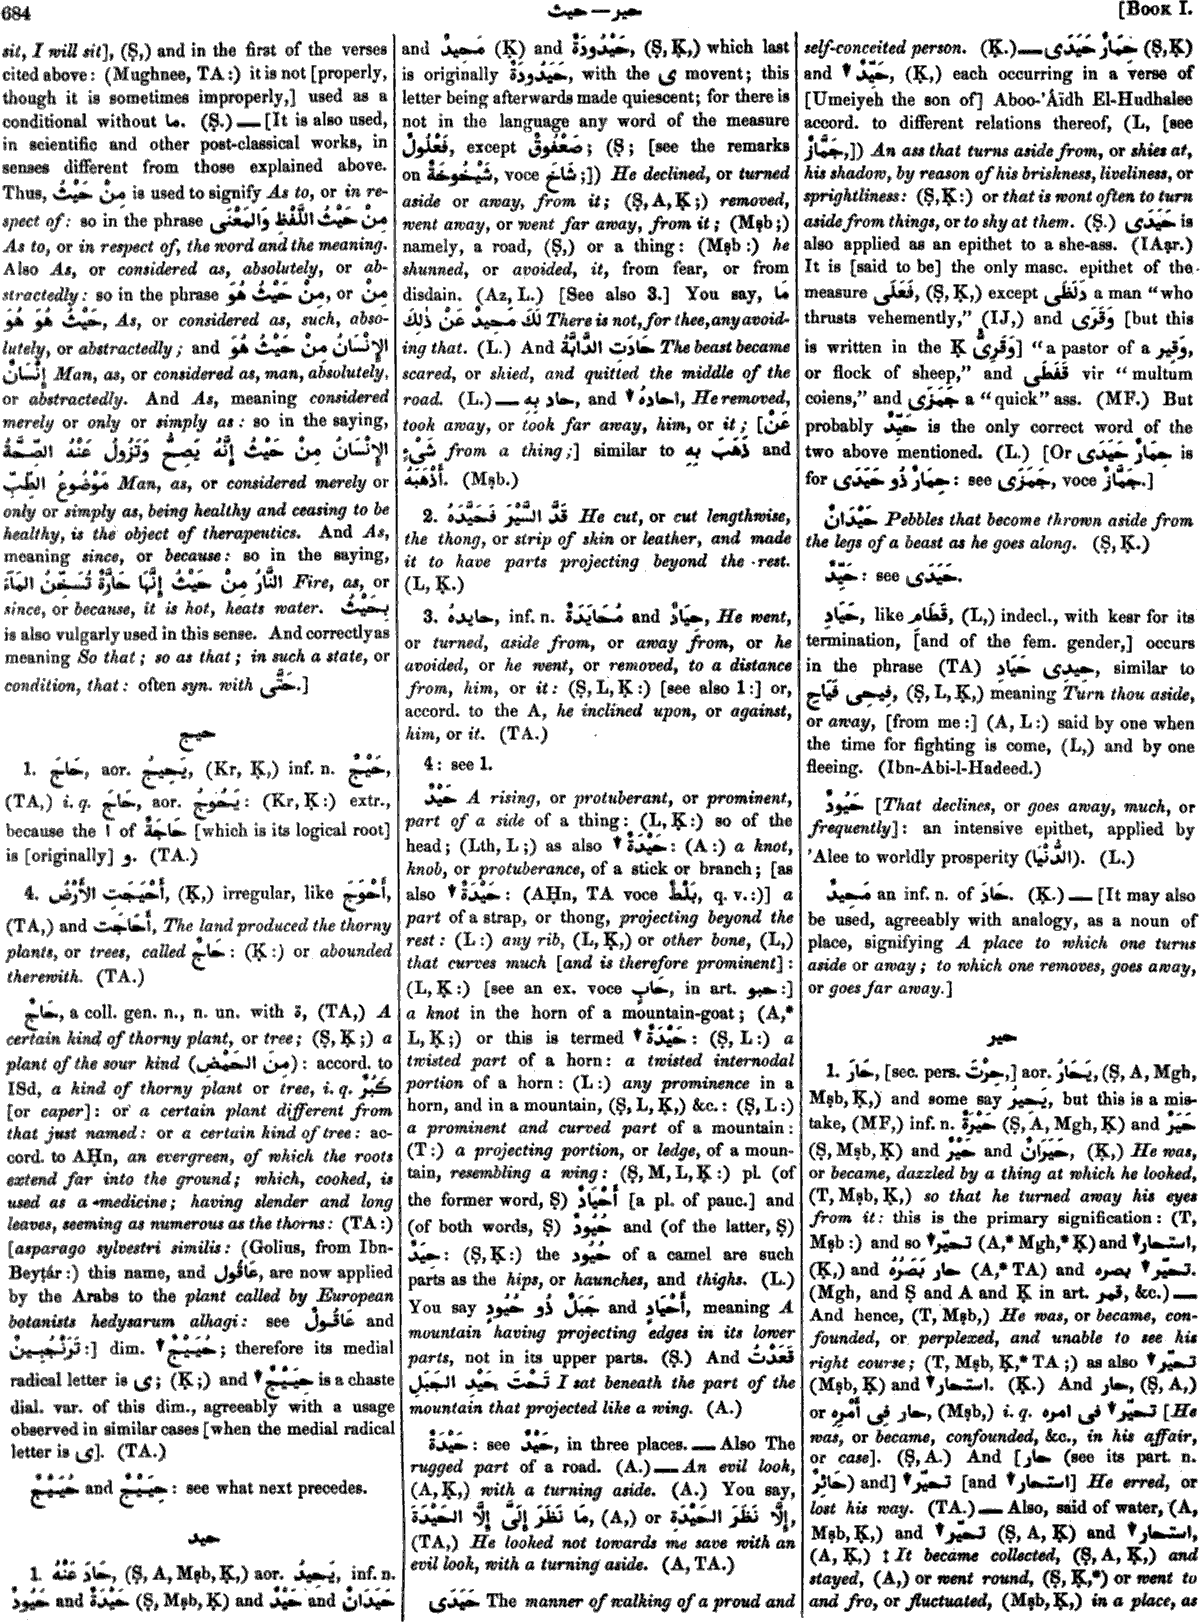 684
حيث—حير
[BOOK I.
sit, I will sit], (Ṣ,) and in the first of the verses
cited above: (Mughnee, TA:) it is not [properly,
though it is sometimes improperly,] used as a
conditional without مَا. (Ṣ.) — [It is also used,
in scientific and other post-classical works, in
senses different from those explained above.
Thus, مِنْ حَيْثُ is used to signify As to, or in re-
spect of: so in the phrase مِنْ حَيْثُ اللَّفْظِ وَالمَعْنَى
As to, or in respect of, the word and the meaning.
Also As, or considered as, absolutely, or ab-
stractedly: so in the phrase مِنْ حَيْثُ هُوَ, or مِنْ
حَيْثُ هُوَ هُوَ, As, or considered as, such, abso-
lutely, or abstractedly; and الإِنْسَانُ مِنْ حَيْثُ هُوَ
إِنْسَانٌ Man, as, or considered as, man, absolutely,
or abstractedly. And As, meaning considered
merely or only or simply as: so in the saying,
الإِنْسَانُ مِنْ حَيْثُ إِنَّهُ يَصِحُّ وَتَزُولُ عَنْهُ الصِّحَّةُ
مَوْضُوعُ الطِّبِّ Man, as, or considered merely or
only or simply as, being healthy and ceasing to be
healthy, is the object of therapeutics. And As,
meaning since, or because: so in the saying,
النَّارُ مِنْ حَيْثُ إِنَّهَا حَارَّةٌ تُسَخِّنُ المَآءَ Fire, as, or
since, or because, it is hot, heats water. بِحَيْثُ
is also vulgarly used in this sense. And correctly as
meaning So that; so as that; in such a state, or
condition, that: often syn. with حَتَّى.]
حيج
1. حَاجَ, aor. يَحِيجُ, (Kr, Ḳ,) inf. n. حَيْجٌ,
(TA,) i. q. حَاجَ, aor. يَحُوجُ: (Kr, Ḳ:) extr.,
because the ا of حَاجَةٌ [which is its logical root]
is [originally] و. (TA.)
4. أَحْيَجَتِ الأَرْضُ, (Ḳ,) irregular, like أَحْوَجَ,
(TA,) and أَحَاجَت, The land produced the thorny
plants, or trees, called حَاجٌ: (Ḳ:) or abounded
therewith. (TA.)
حَاجٌ, a coll. gen. n., n. un. with ة, (TA,) A
certain kind of thorny plant, or tree; (Ṣ, Ḳ;) a
plant of the sour kind (مِنَ الحَمْضِ): accord. to
ISd, a kind of thorny plant or tree, i. q. كَبَرٌ
[or caper]: or a certain plant different from
that just named: or a certain kind of tree: ac-
cord. to AḤn, an evergreen, of which the roots
extend far into the ground; which, cooked, is
used as a medicine; having slender and long
leaves, seeming as numerous as the thorns: (TA:)
[asparago sylvestri similis: (Golius, from Ibn-
Beyṭár:) this name, and عَاقُول, are now applied
by the Arabs to the plant called by European
botanists hedysarum alhagi: see عَاقُولٌ and
تَرَنْجُبِينٌ:] dim. ▾حُيَيْجٌ; therefore its medial
radical letter is ى; (Ḳ;) and ▾حِيَيْجٌ is a chaste
dial. var. of this dim., agreeably with a usage
observed in similar cases [when the medial radical
letter is ى]. (TA.)
حُيَيْجٌ and حِيَيْجٌ: see what next precedes.
حيد
1. حَادَ عَنْهُ, (Ṣ, A, Mṣb, Ḳ,) aor. يَحِيدُ, inf. n.
حَيَدَانٌ and حَيْدَةٌ (Ṣ, Mṣb, Ḳ) and حَيْدٌ and حُيُودٌ
and مَحِيدٌ (Ḳ) and حَيْدُودَةٌ, (Ṣ, Ḳ,) which last
is originally حَيَدُودَةٌ, with the ى movent; this
letter being afterwards made quiescent; for there is
not in the language any word of the measure
فَعْلُولٌ, except صَعْفُوقٌ; (Ṣ; [see the remarks
on شَيْخُوخَةٌ, voce شَاخَ;]) He declined, or turned
aside or away, from it; (Ṣ, A, Ḳ;) removed,
went away, or went far away, from it; (Mṣb;)
namely, a road, (Ṣ,) or a thing: (Mṣb:) he
shunned, or avoided, it, from fear, or from
disdain. (Az, L.) [See also 3.] You say, مَا
لَكَ مَحِيدٌ عَنْ ذٰلِكَ There is not, for thee, any avoid-
ing that. (L.) And حَادَتِ الدَّابَّةُ The beast became
scared, or shied, and quitted the middle of the
road. (L.) — حاد بِهِ, and ▾احادهُ, He removed,
took away, or took far away, him, or it; [عَنْ
شَىْءٍ from a thing;] similar to ذَهَبَ بِهِ and
أَذْهَبَهُ. (Mṣb.)
2. قَدَّ السَّيْرَ فَحَيَّدَهُ He cut, or cut lengthwise,
the thong, or strip of skin or leather, and made
it to have parts projecting beyond the rest.
(L, Ḳ.)
3. حايدهُ, inf. n. مُحَايَدَةٌ and حِيَادٌ, He went,
or turned, aside from, or away from, or he
avoided, or he went, or removed, to a distance
from, him, or it: (Ṣ, L, Ḳ:) [see also 1:] or,
accord. to the A, he inclined upon, or against,
him, or it. (TA.)
4: see 1.
حَيْدٌ A rising, or protuberant, or prominent,
part of a side of a thing: (L, Ḳ:) so of the
head; (Lth, L;) as also ▾حَيْدَةٌ: (A:) a knot,
knob, or protuberance, of a stick or branch; [as
also ▾حَيْدَةٌ: (AḤn, TA voce بَلْطٌ, q. v.:)] a
part of a strap, or thong, projecting beyond the
rest: (L:) any rib, (L, Ḳ,) or other bone, (L,)
that curves much [and is therefore prominent]:
(L, Ḳ:) [see an ex. voce حَابٍ, in art. حبو:]
a knot in the horn of a mountain-goat; (A,*
L, Ḳ;) or this is termed ▾حَيْدَةٌ: (Ṣ, L:) a
twisted part of a horn: a twisted internodal
portion of a horn: (L:) any prominence in a
horn, and in a mountain, (Ṣ, L, Ḳ,) &c.: (Ṣ, L:)
a prominent and curved part of a mountain:
(T:) a projecting portion, or ledge, of a moun-
tain, resembling a wing: (Ṣ, M, L, Ḳ:) pl. (of
the former word, Ṣ) أَحْيَادٌ [a pl. of pauc.] and
(of both words, Ṣ) حُيُودٌ and (of the latter, Ṣ)
حِيَدٌ: (Ṣ, Ḳ:) the حُيُود of a camel are such
parts as the hips, or haunches, and thighs. (L.)
You say جَبَلٌ ذُو حُيُودٍ and أَحْيَادٍ, meaning A
mountain having projecting edges in its lower
parts, not in its upper parts. (Ṣ.) And قَعَدْتُ
تَحْتَ حَيْدِ الجَبَلِ I sat beneath the part of the
mountain that projected like a wing. (A.)
حَيْدَةٌ: see حَيْدٌ, in three places. — Also The
rugged part of a road. (A.) — An evil look,
(A, Ḳ,) with a turning aside. (A.) You say,
مَا نَظَرَ إِلَىَّ إِلَّا الحَيْدَةَ, (A,) or إِلَّا نَظَرَ الحَيْدَةِ,
(TA,) He looked not towards me save with an
evil look, with a turning aside. (A, TA.)
حَيَدَى The manner of walking of a proud and
self-conceited person. (Ḳ.) — حِمَارٌ حَيَدَى (Ṣ, Ḳ)
and ▾حَيِّدٌ, (Ḳ,) each occurring in a verse of
[Umeiyeh the son of] Aboo-'Áïdh El-Hudhalee
accord. to different relations thereof, (L, [see
جَمَّازٌ,]) An ass that turns aside from, or shies at,
his shadow, by reason of his briskness, liveliness, or
sprightliness: (Ṣ, Ḳ:) or that is wont often to turn
aside from things, or to shy at them. (Ṣ.) حَيَدَى is
also applied as an epithet to a she-ass. (IAạr.)
It is [said to be] the only masc. epithet of the
measure فَعَلَى, (Ṣ, Ḳ,) except دَلَظَى a man “who
thrusts vehemently,” (IJ,) and وَقَرَى [but this
is written in the Ḳ وَقَرِىٌّ] “a pastor of a وَقِير,
or flock of sheep,” and قَفَطَى vir “multum
coiens,” and جَمَزَى a “quick” ass. (MF.) But
probably حَيِّدٌ is the only correct word of the
two above mentioned. (L.) [Or حِمَارٌ حَيَدَى is
for حِمَارٌ ذُو حَيَدَى: see جَمَزَى, voce جَمَّازٌ.]
حَيْدَانٌ Pebbles that become thrown aside from
the legs of a beast as he goes along. (Ṣ, Ḳ.)
حَيِّدٌ: see حَيَدَى.
حَيَادِ, like قَطَامِ, (L,) indecl., with kesr for its
termination, [and of the fem. gender,] occurs
in the phrase (TA) حِيدِى حَيَادِ, similar to
فِيحِى فَيَاحِ, (Ṣ, L, Ḳ,) meaning Turn thou aside,
or away, [from me:] (A, L:) said by one when
the time for fighting is come, (L,) and by one
fleeing. (Ibn-Abi-l-Hadeed.)
حَيُودٌ [That declines, or goes away, much, or
frequently]: an intensive epithet, applied by
'Alee to worldly prosperity (الدُّنْيَا). (L.)
مَحِيدٌ an inf. n. of حَادَ. (Ḳ.) — [It may also
be used, agreeably with analogy, as a noun of
place, signifying A place to which one turns
aside or away; to which one removes, goes away,
or goes far away.]
حير
1. حَارَ, [sec. pers. حِرْتَ,] aor. يَحَارُ, (Ṣ, A, Mgh,
Mṣb, Ḳ,) and some say يَحِيرُ, but this is a mis-
take, (MF,) inf. n. حَيْرَةٌ (Ṣ, A, Mgh, Ḳ) and حَيَرٌ
(Ṣ, Mṣb, Ḳ) and حَيْرٌ and حَيَرَانٌ, (Ḳ,) He was,
or became, dazzled by a thing at which he looked,
(T, Mṣb, Ḳ,) so that he turned away his eyes
from it: this is the primary signification: (T,
Mṣb:) and so ▾تحيّر (A,* Mgh,* Ḳ) and ▾استحار,
(Ḳ,) and حار بَصَرُهُ (A,* TA) and ▾تحيّر بصره.
(Mgh, and Ṣ and A and Ḳ in art. قمر, &c.) —
And hence, (T, Mṣb,) He was, or became, con-
founded, or perplexed, and unable to see his
right course; (T, Mṣb, Ḳ,* TA;) as also ▾تحيّر
(Mṣb, Ḳ) and ▾استحار. (Ḳ.) And حار, (Ṣ, A,)
or حار فِى أَمْرِهِ, (Mṣb,) i. q. ▾تحيّر فى امره [He
was, or became, confounded, &c., in his affair,
or case]. (Ṣ, A.) And [حار (see its part. n.
حَائِرٌ) and] ▾تحيّر [and ▾استحار] He erred, or
lost his way. (TA.) — Also, said of water, (A,
Mṣb, Ḳ,) and ▾تحيّر (Ṣ, A, Ḳ) and ▾استحار,
(A, Ḳ,) ‡ It became collected, (Ṣ, A, Ḳ,) and
stayed, (A,) or went round, (Ṣ, Ḳ,*) or went to
and fro, or fluctuated, (Mṣb, Ḳ,) in a place, as